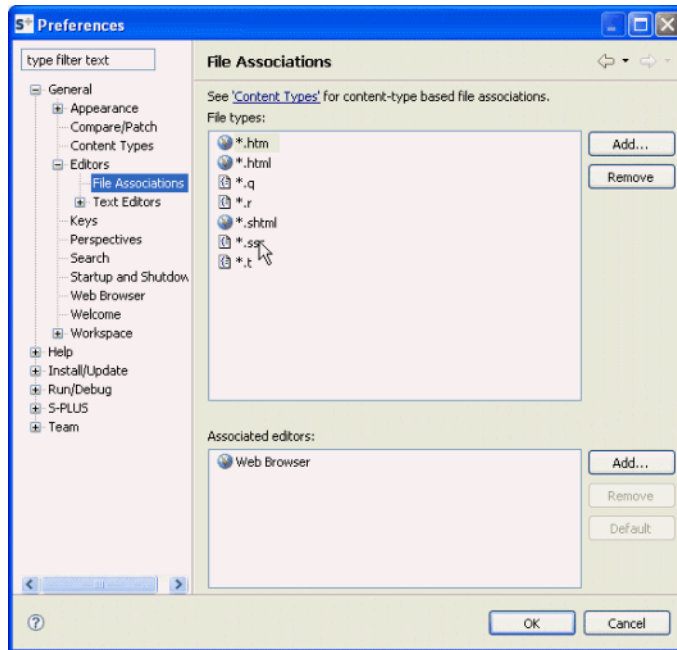 S+ Preferences
type filter text
File Associations
General
Appearance
Compare/Patch
Content Types
Editors
File Associations
Text Editors
Keys
Perspectives
Search
Startup and Shutdow
Web Browser
Welcome
Workspace
Help
Install/Update
Run/Debug
S-PLUS
Team
See 'Content Types' for content-type based file associations.
File types:
*.htm
*.html
*.q
*.r
*.shtml
*.ssc
*.t
Add...
Remove
Associated editors:
Web Browser
Add...
Remove
Default
?
OK
Cancel